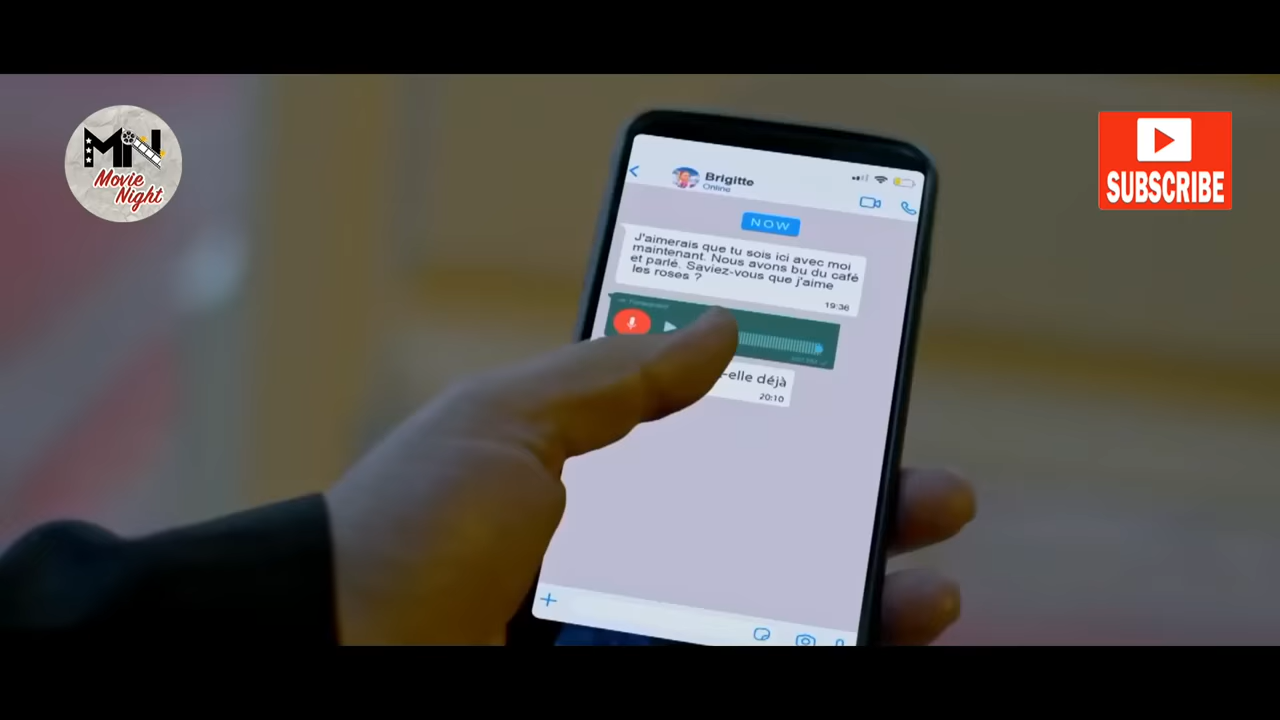 MN
Movie
Night
SUBSCRIBE
Brigitte
Online
NOW
J'aimerais que tu sois ici avec moi
maintenant. Nous avons bu du café
et parlé. Saviez-vous que j'aime
les roses ?
19:36
-elle déjà
20:10